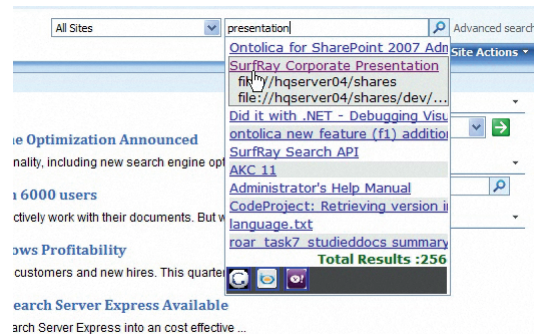 All Sites
presentation
Advanced search
Ontolica for SharePoint 2007 Adm
Site Actions
SurfRay Corporate Presentation
file://hqserver04/shares
file://hqserver04/shares/dev/...
Did it with .NET - Debugging Visu
ontolica new feature (f1) addition
SurfRay Search API
AKC 11
Administrator's Help Manual
CodeProject: Retrieving version i
language.txt
roar_task7_studieddocs summary
Total Results :256
e Optimization Announced
nality, including new search engine opt
6000 users
ctively work with their documents. But w
ows Profitability
customers and new hires. This quarter
earch Server Express Available
arch Server Express into an cost effective ...